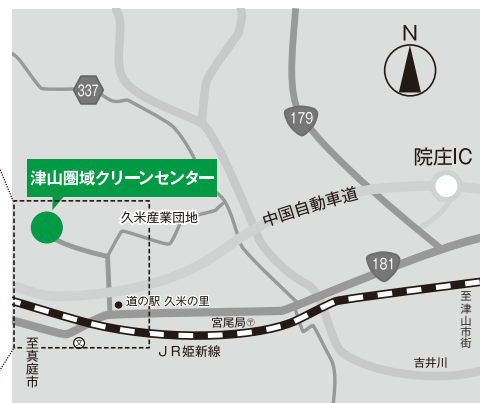 N
337
179
院庄IC
津山圏域クリーンセンター
久米産業団地
中国自動車道
181
道の駅 久米の里
宮尾局〒
至津山市街
至真庭市
文
JR姫新線
吉井川